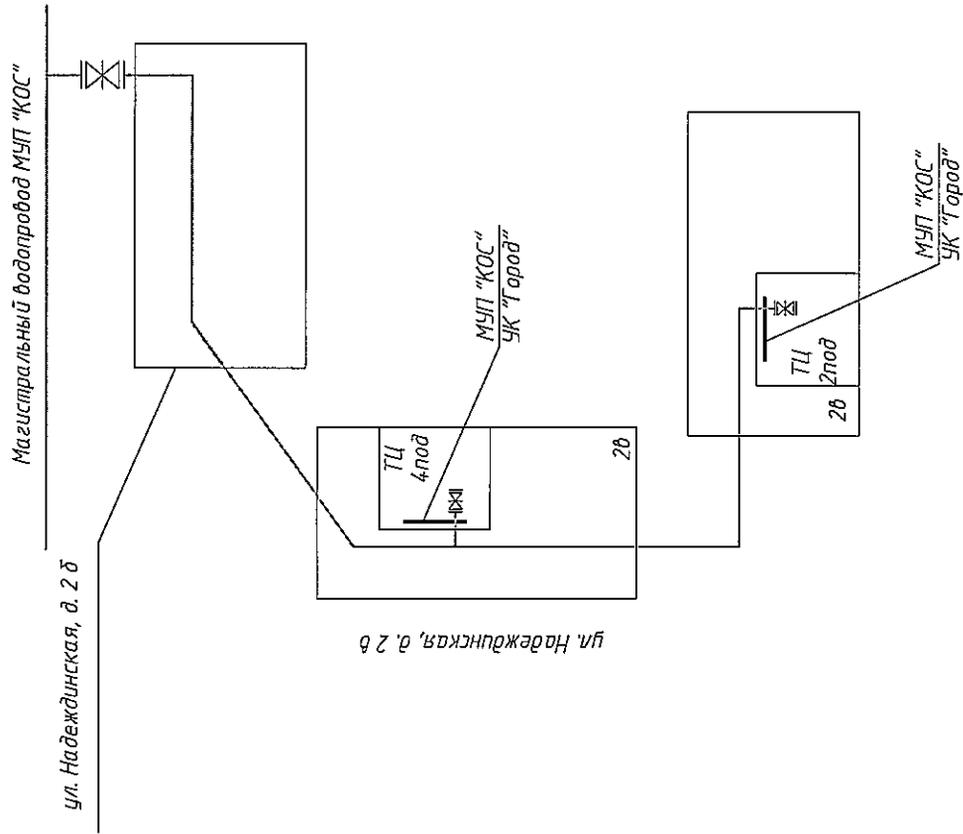 Магистральный водопровод МУП "КОС"
ул. Надеждинская, д. 2 б
МУП "КОС"
УК "Город"
ТЦ
4под
2в
ул. Надеждинская, д. 2 в
МУП "КОС"
УК "Город"
ТЦ
2под
2в